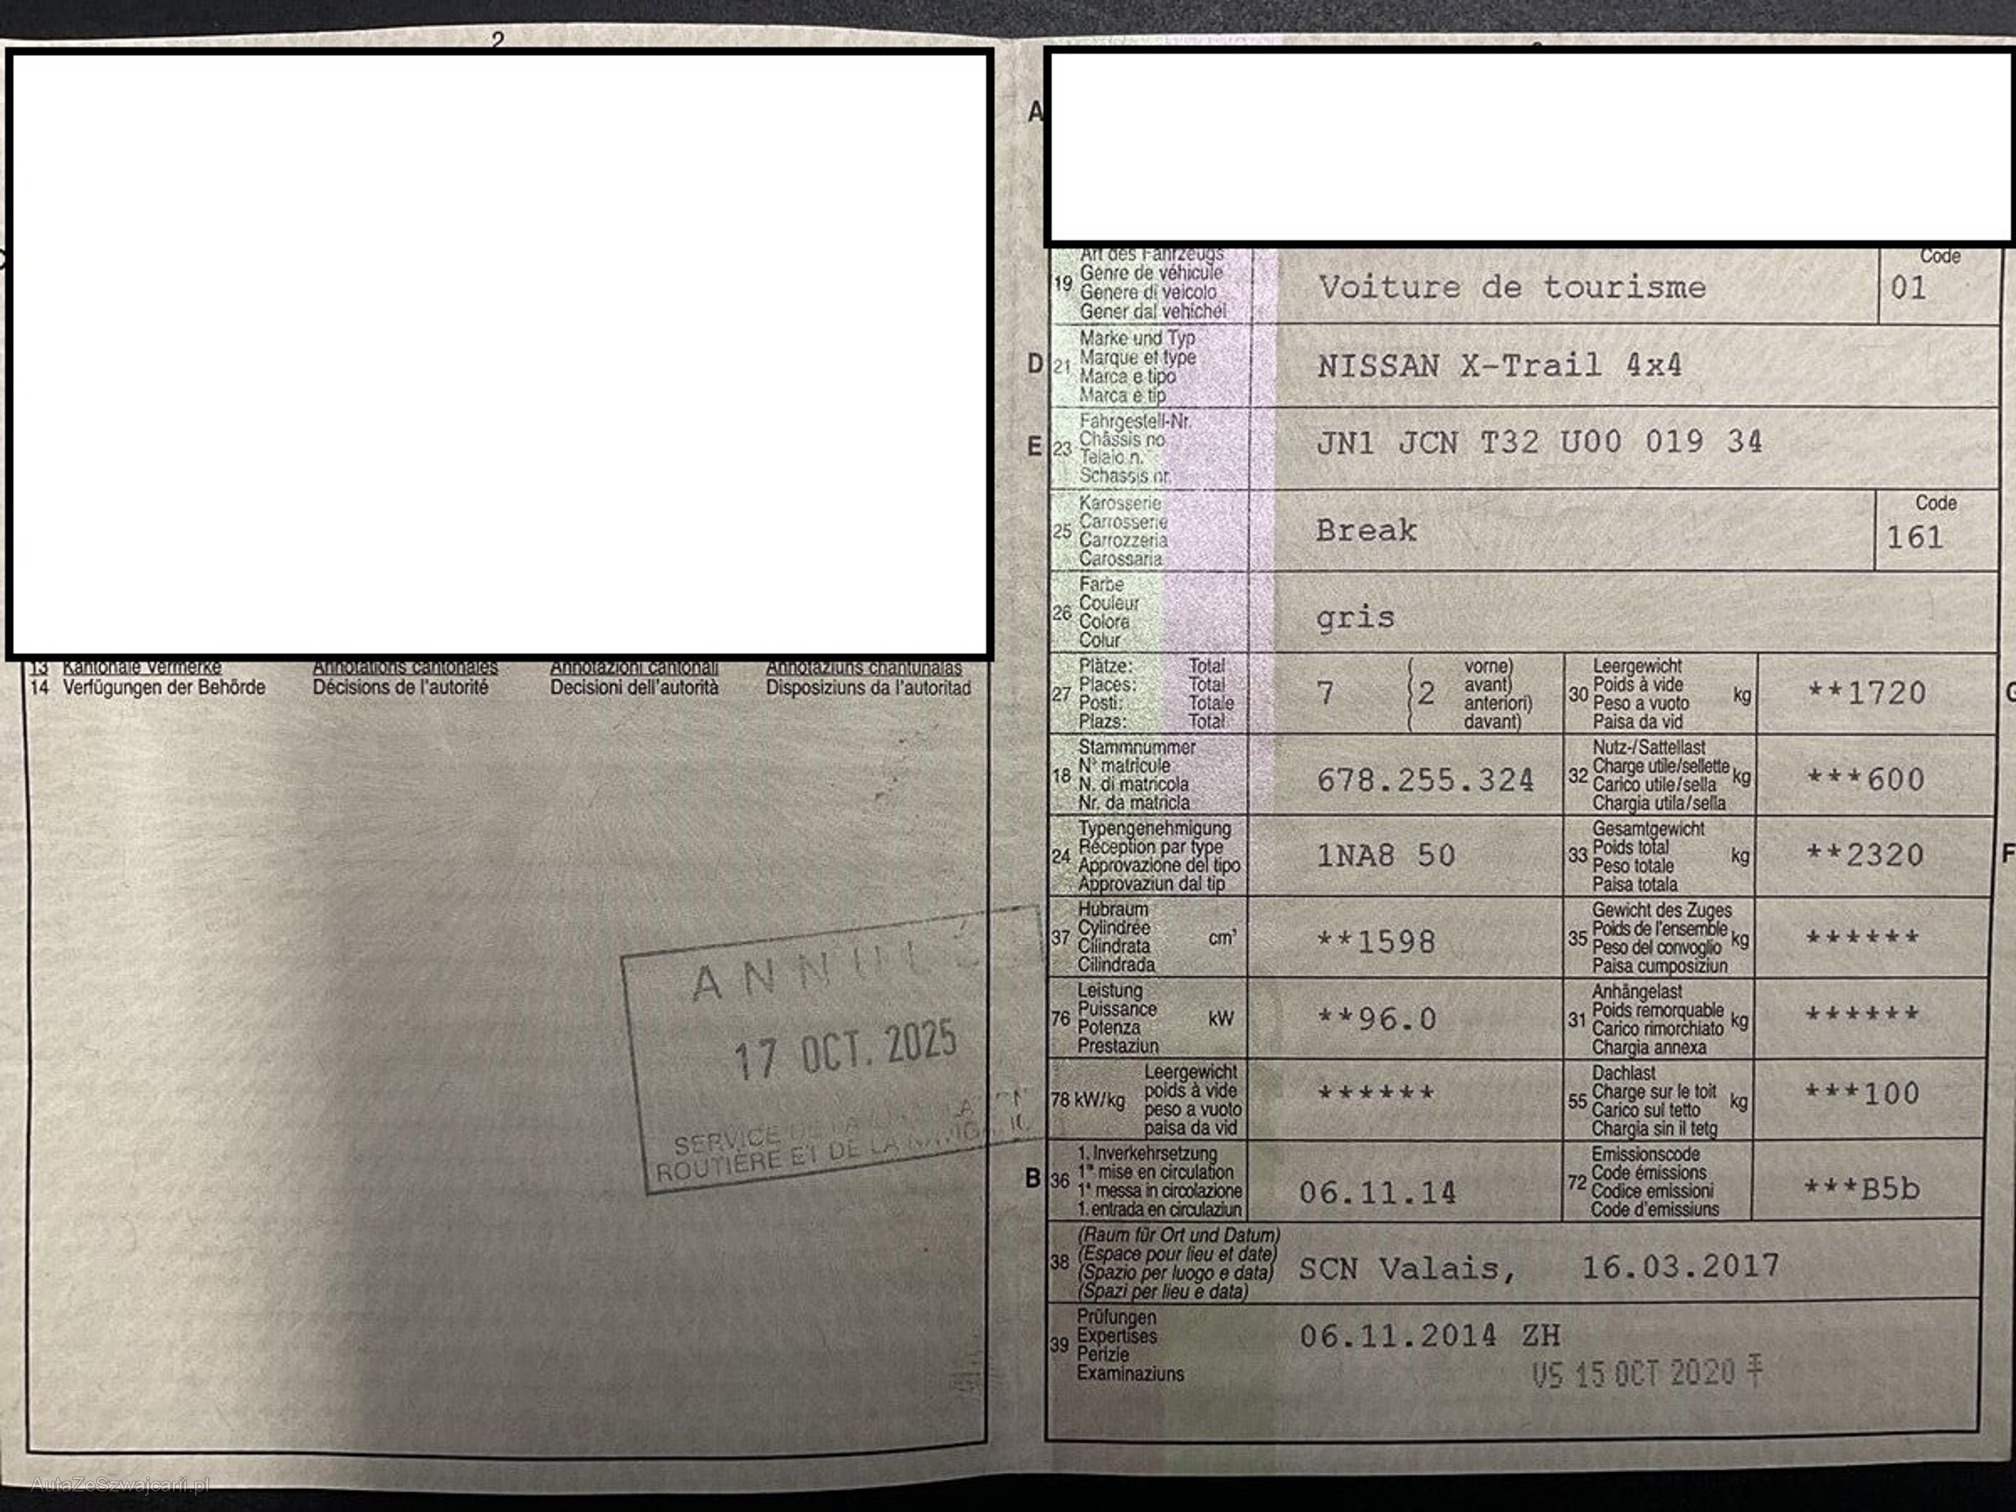 2
13 Kantonale Vermerke Annotations cantonales Annotazioni cantonali Annotaziuns chantunalas
14 Verfügungen der Behörde Décisions de l'autorité Decisioni dell'autorità Disposiziuns da l'autoritad
ANNULÉ
17 OCT. 2025
SERVICE DE LA CIRCULATION
ROUTIÈRE ET DE LA NAVIGATION
A
Art des Fahrzeugs Code
19 Genre de véhicule Voiture de tourisme 01
Genere di veicolo
Gener dal vehichel
Marke und Typ
D 21 Marque et type NISSAN X-Trail 4x4
Marca e tipo
Marca e tip
Fahrgestell-Nr.
E 23 Châssis no JN1 JCN T32 U00 019 34
Telaio n.
Schassis nr.
Karosserie Code
25 Carrosserie Break 161
Carrozzeria
Carossaria
Farbe
26 Couleur gris
Colore
Colur
Plätze: Total ( vorne) Leergewicht
27 Places: Total 7 (2 avant) 30 Poids à vide kg **1720 G
Posti: Totale anteriori) Peso a vuoto
Plazs: Total ( davant) Paisa da vid
Stammnummer Nutz-/Sattellast
18 N° matricule 678.255.324 32 Charge utile/sellette kg ***600
N. di matricola Carico utile/sella
Nr. da matricla Chargia utila/sella
Typengenehmigung Gesamtgewicht
24 Réception par type 1NA8 50 33 Poids total kg **2320 F
Approvazione del tipo Peso totale
Approvaziun dal tip Paisa totala
Hubraum Gewicht des Zuges
37 Cylindrée cm³ **1598 35 Poids de l'ensemble kg ******
Cilindrata Peso del convoglio
Cilindrada Paisa cumposiziun
Leistung Anhängelast
76 Puissance kW **96.0 31 Poids remorquable kg ******
Potenza Carico rimorchiato
Prestaziun Chargia annexa
Leergewicht Dachlast
78 kW/kg poids à vide ****** 55 Charge sur le toit kg ***100
peso a vuoto Carico sul tetto
paisa da vid Chargia sin il tetg
1. Inverkehrsetzung Emissionscode
B 36 1re mise en circulation 06.11.14 72 Code émissions ***B5b
1a messa in circolazione Codice emissioni
1. entrada en circulaziun Code d'emissiuns
(Raum für Ort und Datum)
38 (Espace pour lieu et date) SCN Valais, 16.03.2017
(Spazio per luogo e data)
(Spazi per lieu e data)
Prüfungen
39 Expertises 06.11.2014 ZH
Perizie
Examinaziuns VS 15 OCT 2020
AutaZeSzwajcarii.pl